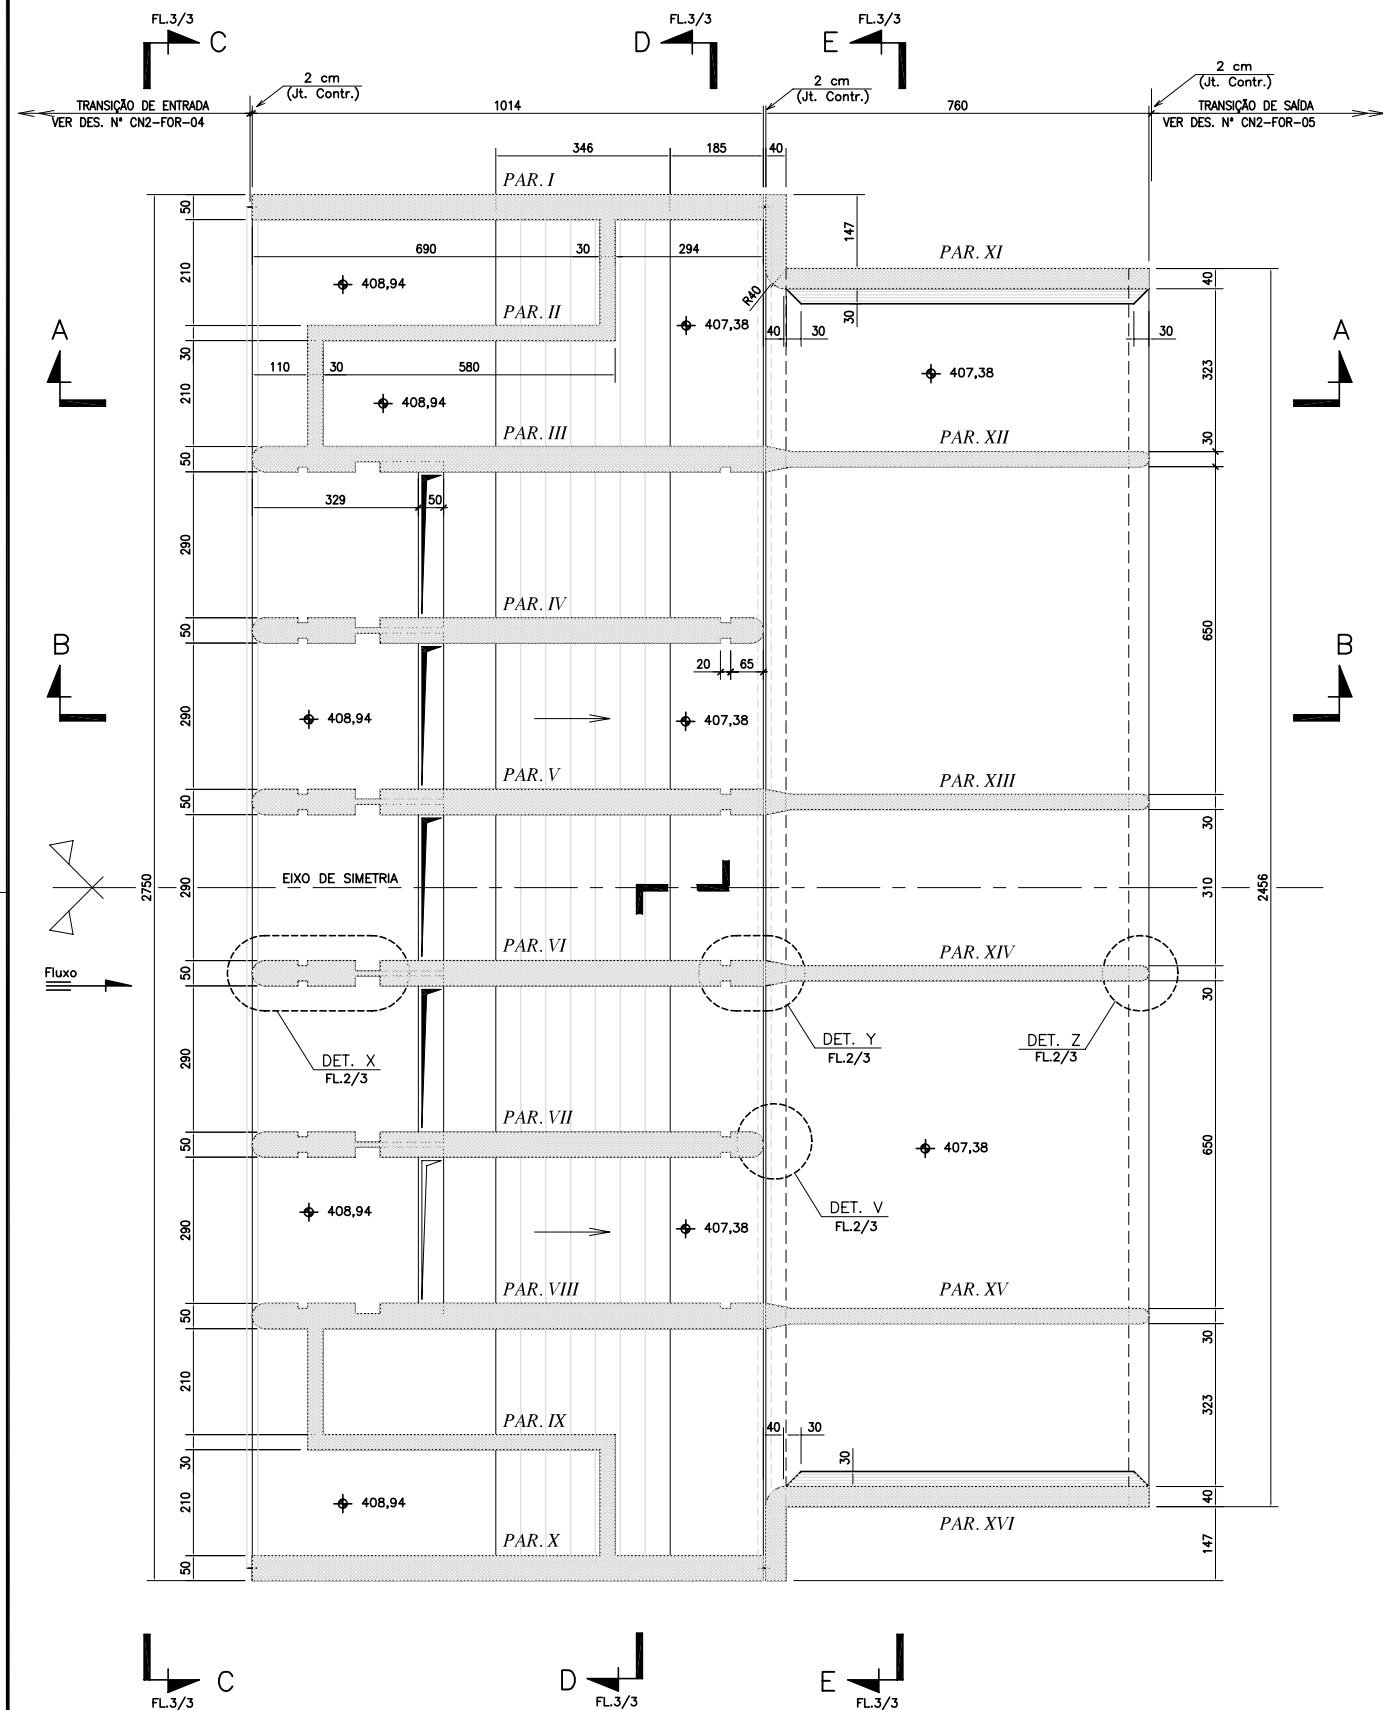 FL.3/3
C
FL.3/3
D
FL.3/3
E
2 cm
(Jt. Contr.)
2 cm
(Jt. Contr.)
2 cm
(Jt. Contr.)
TRANSIÇÃO DE ENTRADA
VER DES. Nº CN2-FOR-04
1014
760
TRANSIÇÃO DE SAÍDA
VER DES. Nº CN2-FOR-05
346
185
40
PAR. I
50
147
690
30
294
PAR. XI
210
408,94
40
R40
PAR. II
407,38
30
40
30
30
A
A
30
110
30
580
407,38
323
210
408,94
PAR. III
PAR. XII
30
50
329
50
290
PAR. IV
50
B
B
650
20
65
290
408,94
407,38
PAR. V
PAR. XIII
50
30
2750
290
EIXO DE SIMETRIA
310
2456
PAR. VI
PAR. XIV
Fluxo
50
30
DET. X
FL.2/3
DET. Y
FL.2/3
DET. Z
FL.2/3
290
PAR. VII
50
407,38
650
408,94
DET. V
FL.2/3
290
407,38
PAR. VIII
PAR. XV
50
30
210
323
PAR. IX
40
30
30
30
210
408,94
40
PAR. X
PAR. XVI
147
50
C
FL.3/3
D
FL.3/3
E
FL.3/3